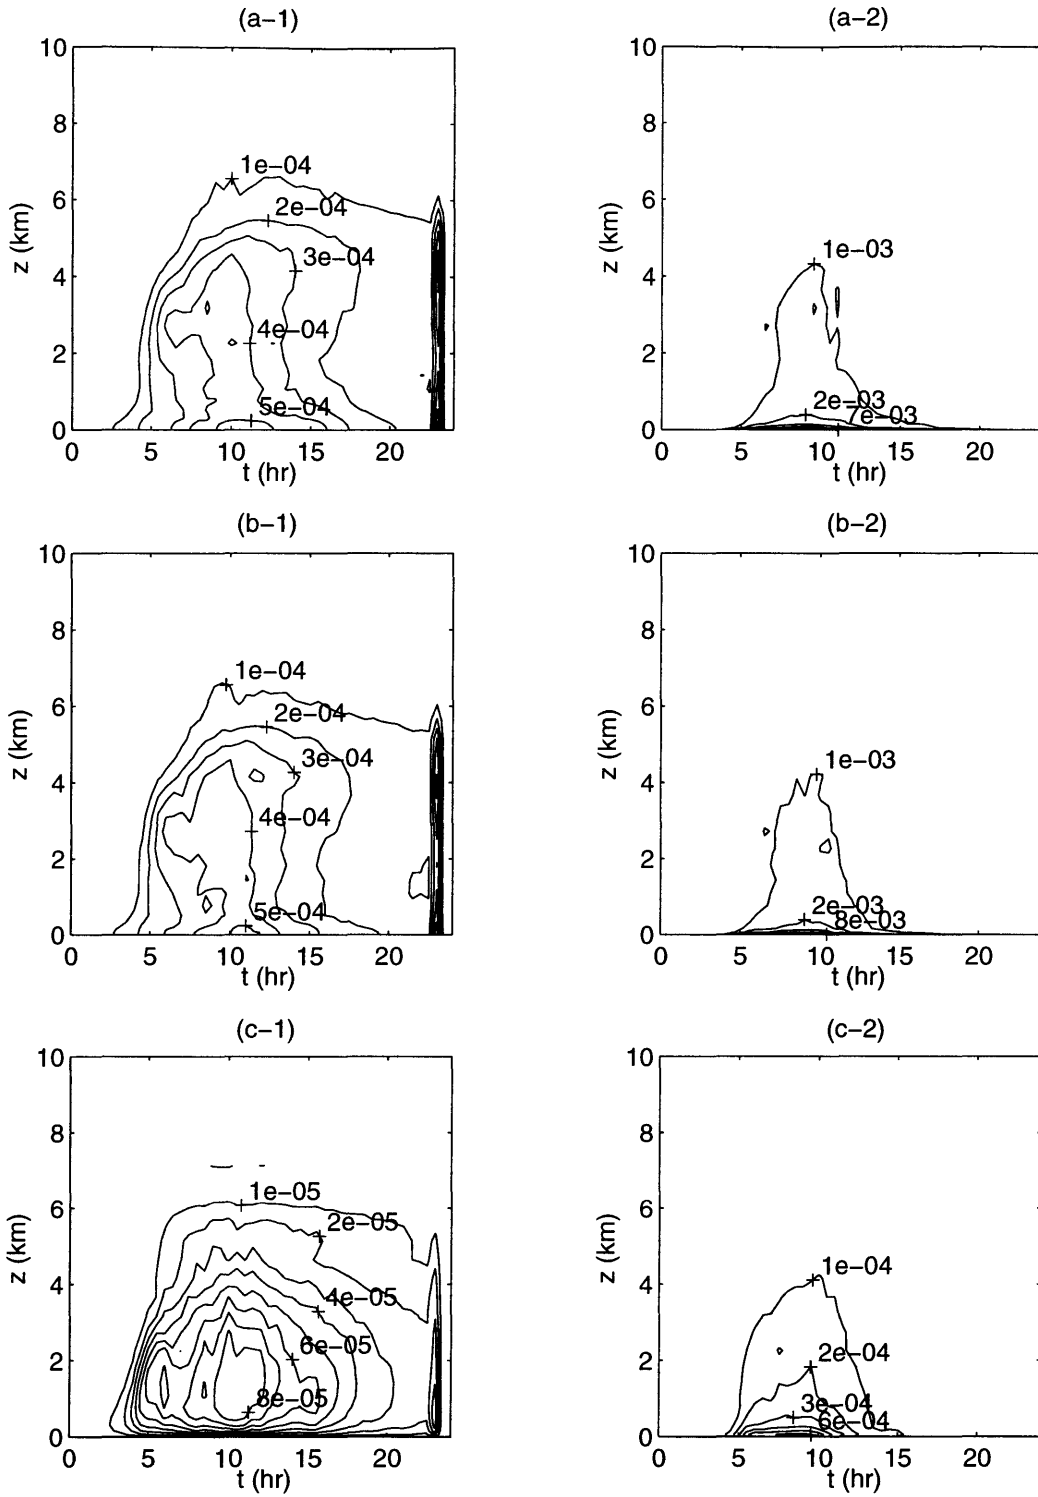 (a−1)
10
8
6
4
2
0
z (km)
1e−04
2e−04
3e−04
4e−04
5e−04
0 5 10 15 20
t (hr)
(a−2)
10
8
6
4
2
0
z (km)
1e−03
2e−03
7e−03
0 5 10 15 20
t (hr)
(b−1)
10
8
6
4
2
0
z (km)
1e−04
2e−04
3e−04
4e−04
5e−04
0 5 10 15 20
t (hr)
(b−2)
10
8
6
4
2
0
z (km)
1e−03
2e−03
8e−03
0 5 10 15 20
t (hr)
(c−1)
10
8
6
4
2
0
z (km)
1e−05
2e−05
4e−05
6e−05
8e−05
0 5 10 15 20
t (hr)
(c−2)
10
8
6
4
2
0
z (km)
1e−04
2e−04
3e−04
6e−04
0 5 10 15 20
t (hr)